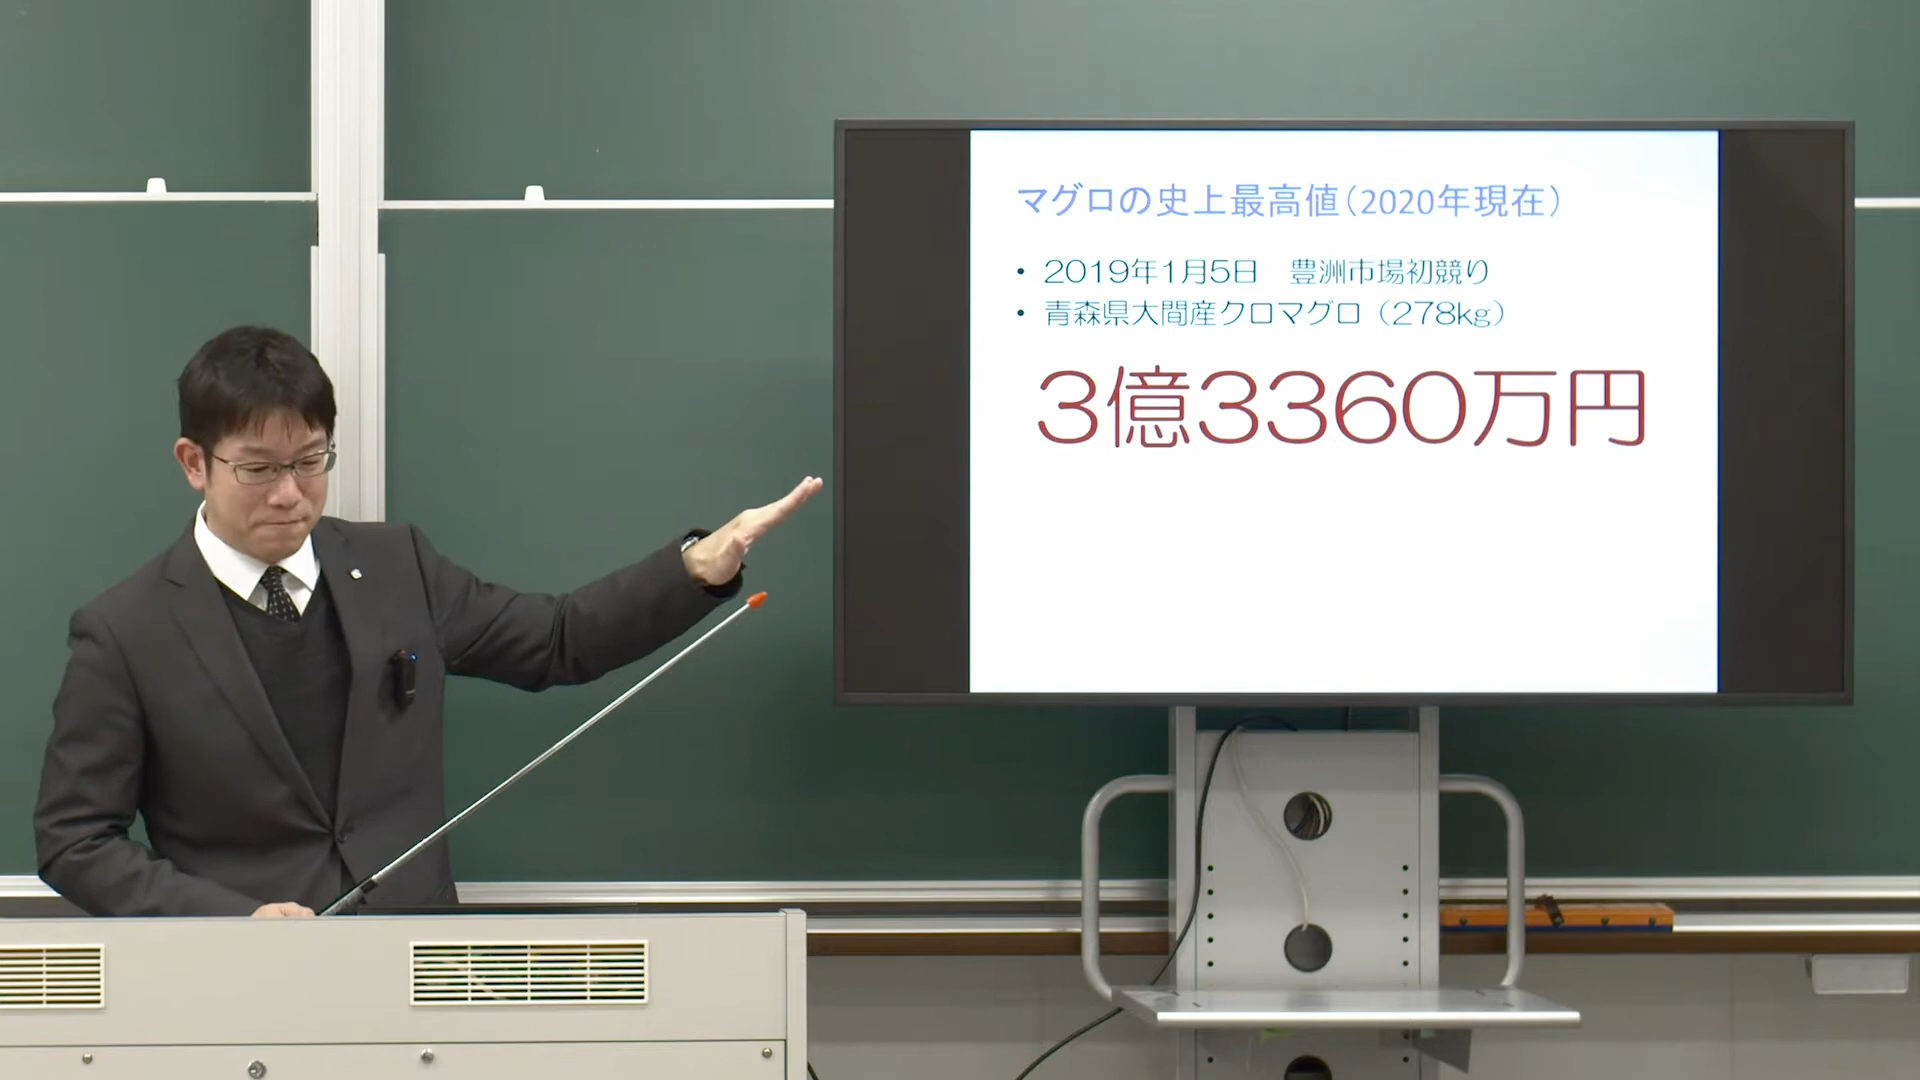 マグロの史上最高値（2020年現在）
• 2019年1月5日　豊洲市場初競り
• 青森県大間産クロマグロ（278kg）
3億3360万円